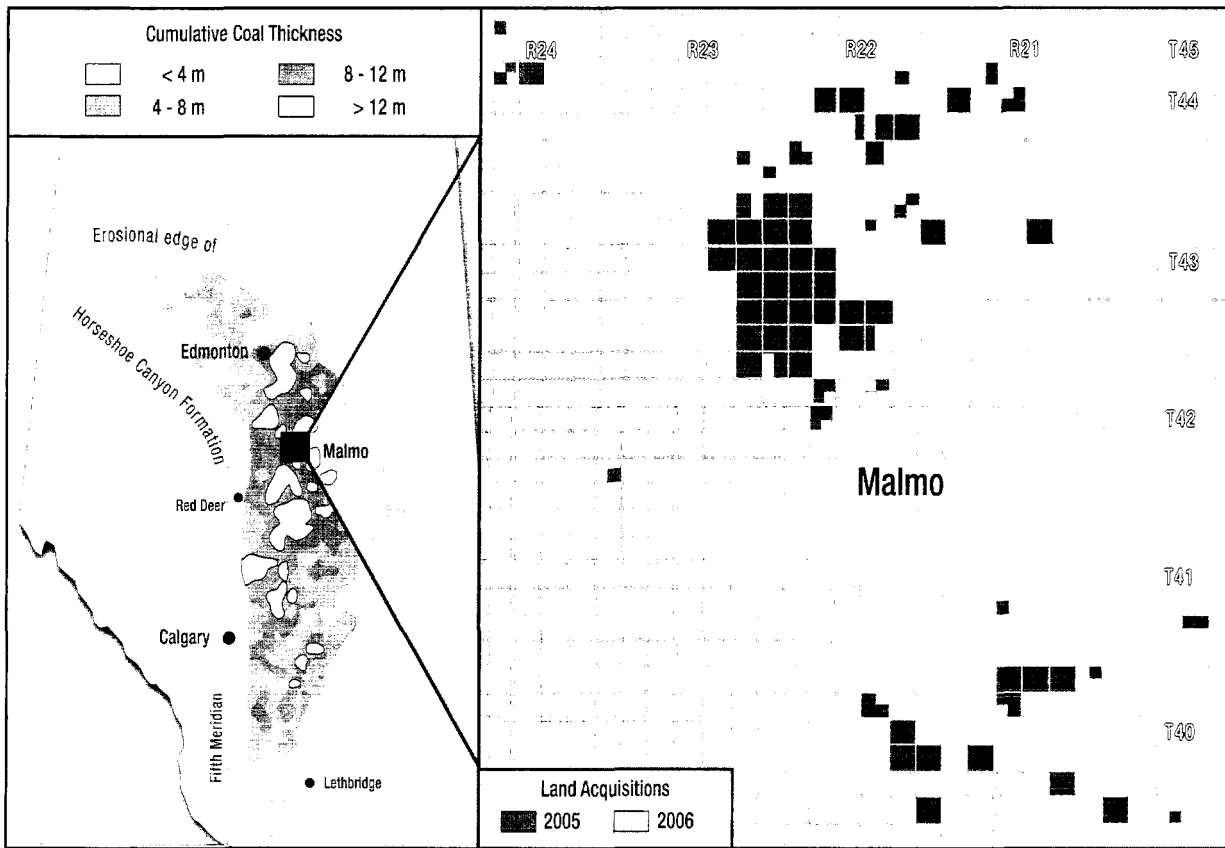 Cumulative Coal Thickness
< 4 m
8 - 12 m
4 - 8 m
> 12 m
Erosional edge of
Horseshoe Canyon Formation
Edmonton
Malmo
Red Deer
Calgary
Fifth Meridian
Lethbridge
R24
R23
R22
R21
T45
T44
T43
T42
Malmo
T41
T40
Land Acquisitions
2005
2006